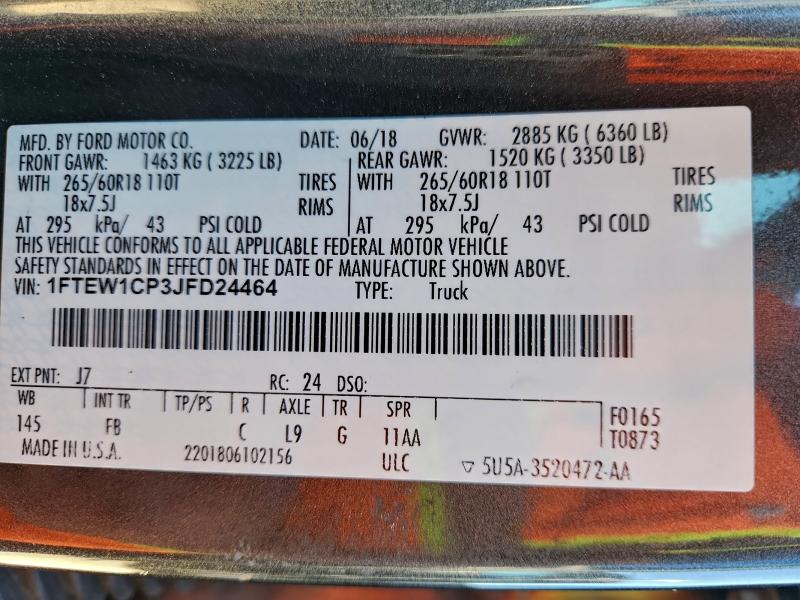 MFD. BY FORD MOTOR CO. DATE: 06/18 GVWR: 2885 KG ( 6360 LB)
FRONT GAWR: 1463 KG ( 3225 LB) REAR GAWR: 1520 KG ( 3350 LB)
WITH 265/60R18 110T TIRES WITH 265/60R18 110T TIRES
18x7.5J RIMS 18x7.5J RIMS
AT 295 kPa/ 43 PSI COLD AT 295 kPa/ 43 PSI COLD
THIS VEHICLE CONFORMS TO ALL APPLICABLE FEDERAL MOTOR VEHICLE
SAFETY STANDARDS IN EFFECT ON THE DATE OF MANUFACTURE SHOWN ABOVE.
VIN: 1FTEW1CP3JFD24464 TYPE: Truck
EXT PNT: J7 RC: 24 DSO:
WB INT TR TP/PS R AXLE TR SPR F0165
145 FB C L9 G 11AA T0873
MADE IN U.S.A. 2201806102156 ULC ▽ 5U5A-3520472-AA